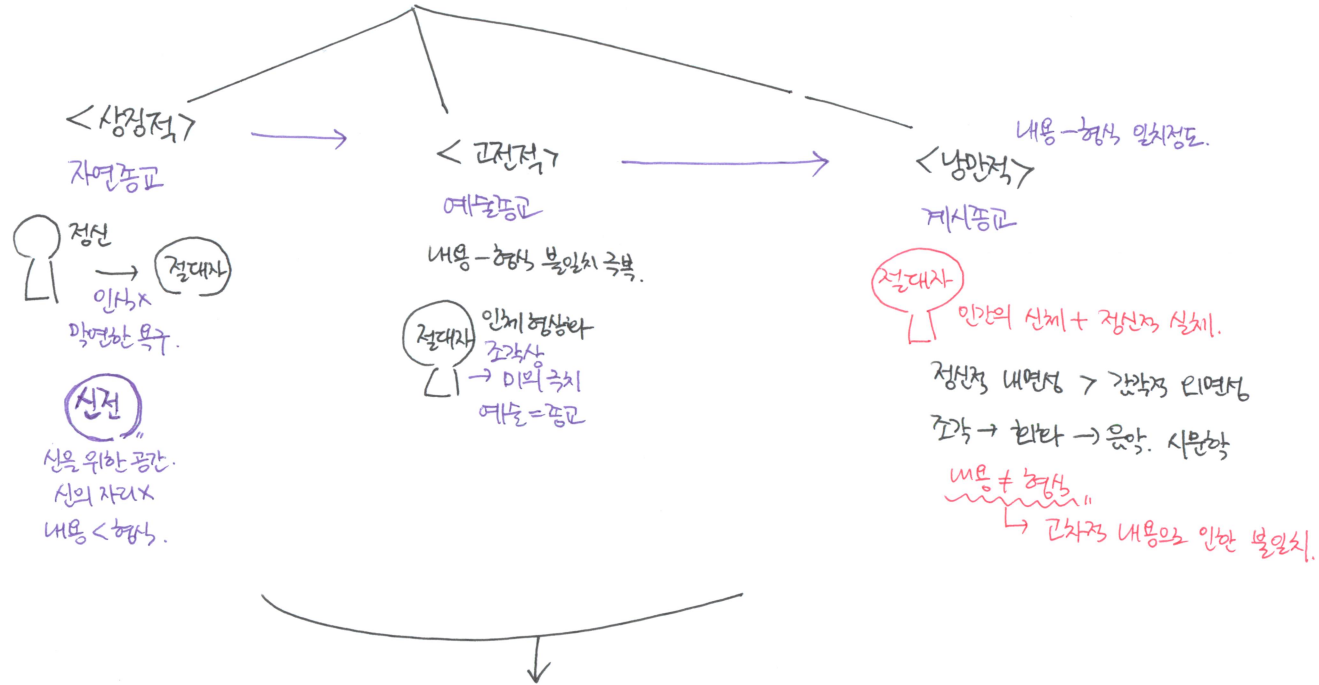 <상징적>
자연종교
정신
절대자
인식×
막연한 욕구.
신전
신을 위한 공간.
신의 자리×
내용<형식.
<고전적>
예술종교
내용-형식 불일치 극복.
절대자
인체 형상화
조각상
→ 미의 극치
예술=종교
내용-형식 일치정도.
<낭만적>
계시종교
절대자
인간의 신체 + 정신적 실체.
정신적 내면성 > 감각적 외면성
조각 → 회화 → 음악. 시문학
내용 ≠ 형식
↳ 고차적 내용으로 인한 불일치.